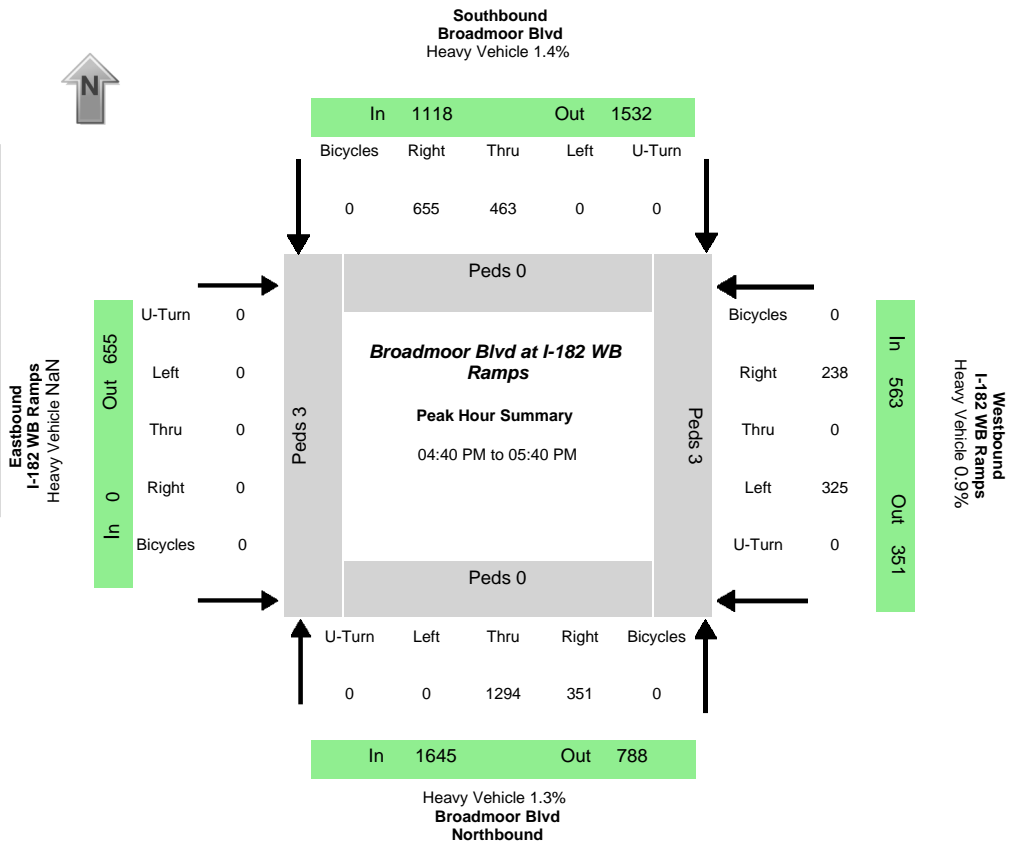 Southbound
Broadmoor Blvd
Heavy Vehicle 1.4%
N
In 1118 Out 1532
Bicycles Right Thru Left U-Turn
0 655 463 0 0
Peds 0
Eastbound
I-182 WB Ramps
Heavy Vehicle NaN
In 0 Out 655
U-Turn 0
Left 0
Thru 0
Right 0
Bicycles 0
Peds 3
Broadmoor Blvd at I-182 WB
Ramps
Peak Hour Summary
04:40 PM to 05:40 PM
Peds 3
Bicycles 0
Right 238
Thru 0
Left 325
U-Turn 0
In 563 Out 351
Westbound
I-182 WB Ramps
Heavy Vehicle 0.9%
Peds 0
U-Turn Left Thru Right Bicycles
0 0 1294 351 0
In 1645 Out 788
Heavy Vehicle 1.3%
Broadmoor Blvd
Northbound